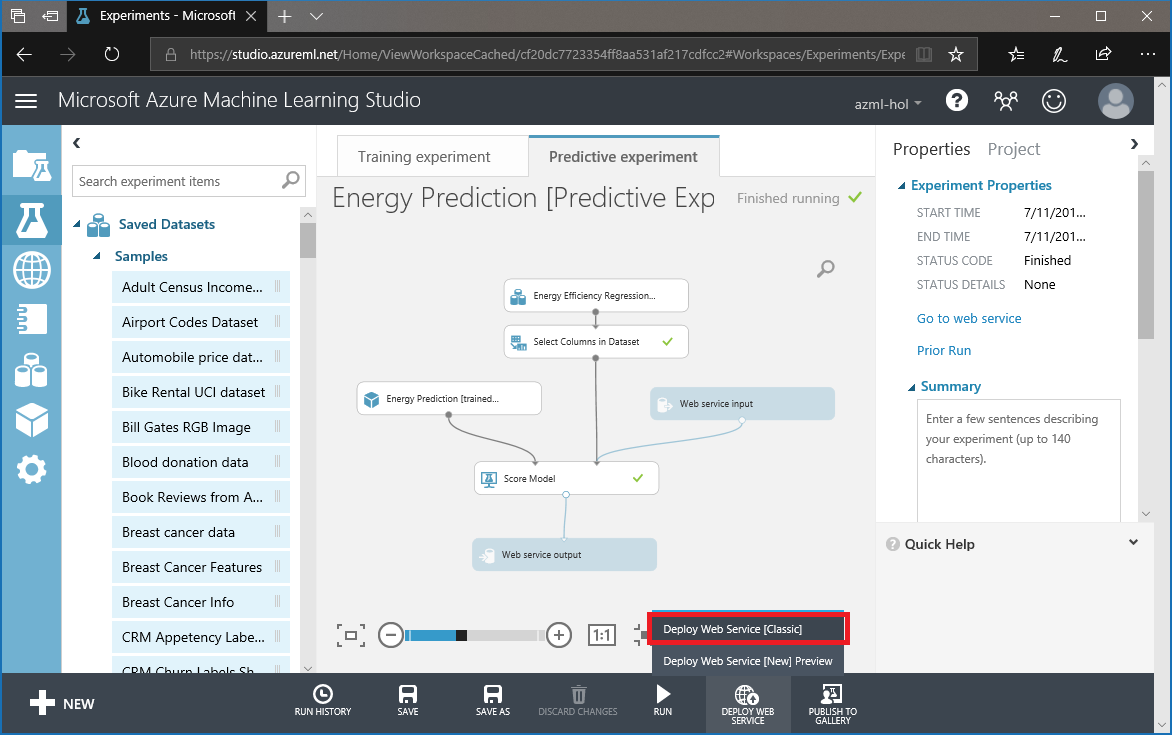 Experiments - Microsoft
https://studio.azureml.net/Home/ViewWorkspaceCached/cf20dc7723354ff8aa531af217cdfcc2#Workspaces/Experiments/Expe
Microsoft Azure Machine Learning Studio
azml-hol
?
Search experiment items
Saved Datasets
Samples
Adult Census Income...
Airport Codes Dataset
Automobile price dat...
Bike Rental UCI dataset
Bill Gates RGB Image
Blood donation data
Book Reviews from A...
Breast cancer data
Breast Cancer Features
Breast Cancer Info
CRM Appetency Labe...
CRM Churn Labels Sh
Training experiment
Predictive experiment
Energy Prediction [Predictive Exp
Finished running
Energy Efficiency Regression...
Select Columns in Dataset
Energy Prediction [trained...
Web service input
Score Model
Web service output
1:1
Deploy Web Service [Classic]
Deploy Web Service [New] Preview
Properties
Project
Experiment Properties
START TIME 7/11/201...
END TIME 7/11/201...
STATUS CODE Finished
STATUS DETAILS None
Go to web service
Prior Run
Summary
Enter a few sentences describing
your experiment (up to 140
characters).
? Quick Help
NEW
RUN HISTORY
SAVE
SAVE AS
DISCARD CHANGES
RUN
DEPLOY WEB
SERVICE
PUBLISH TO
GALLERY